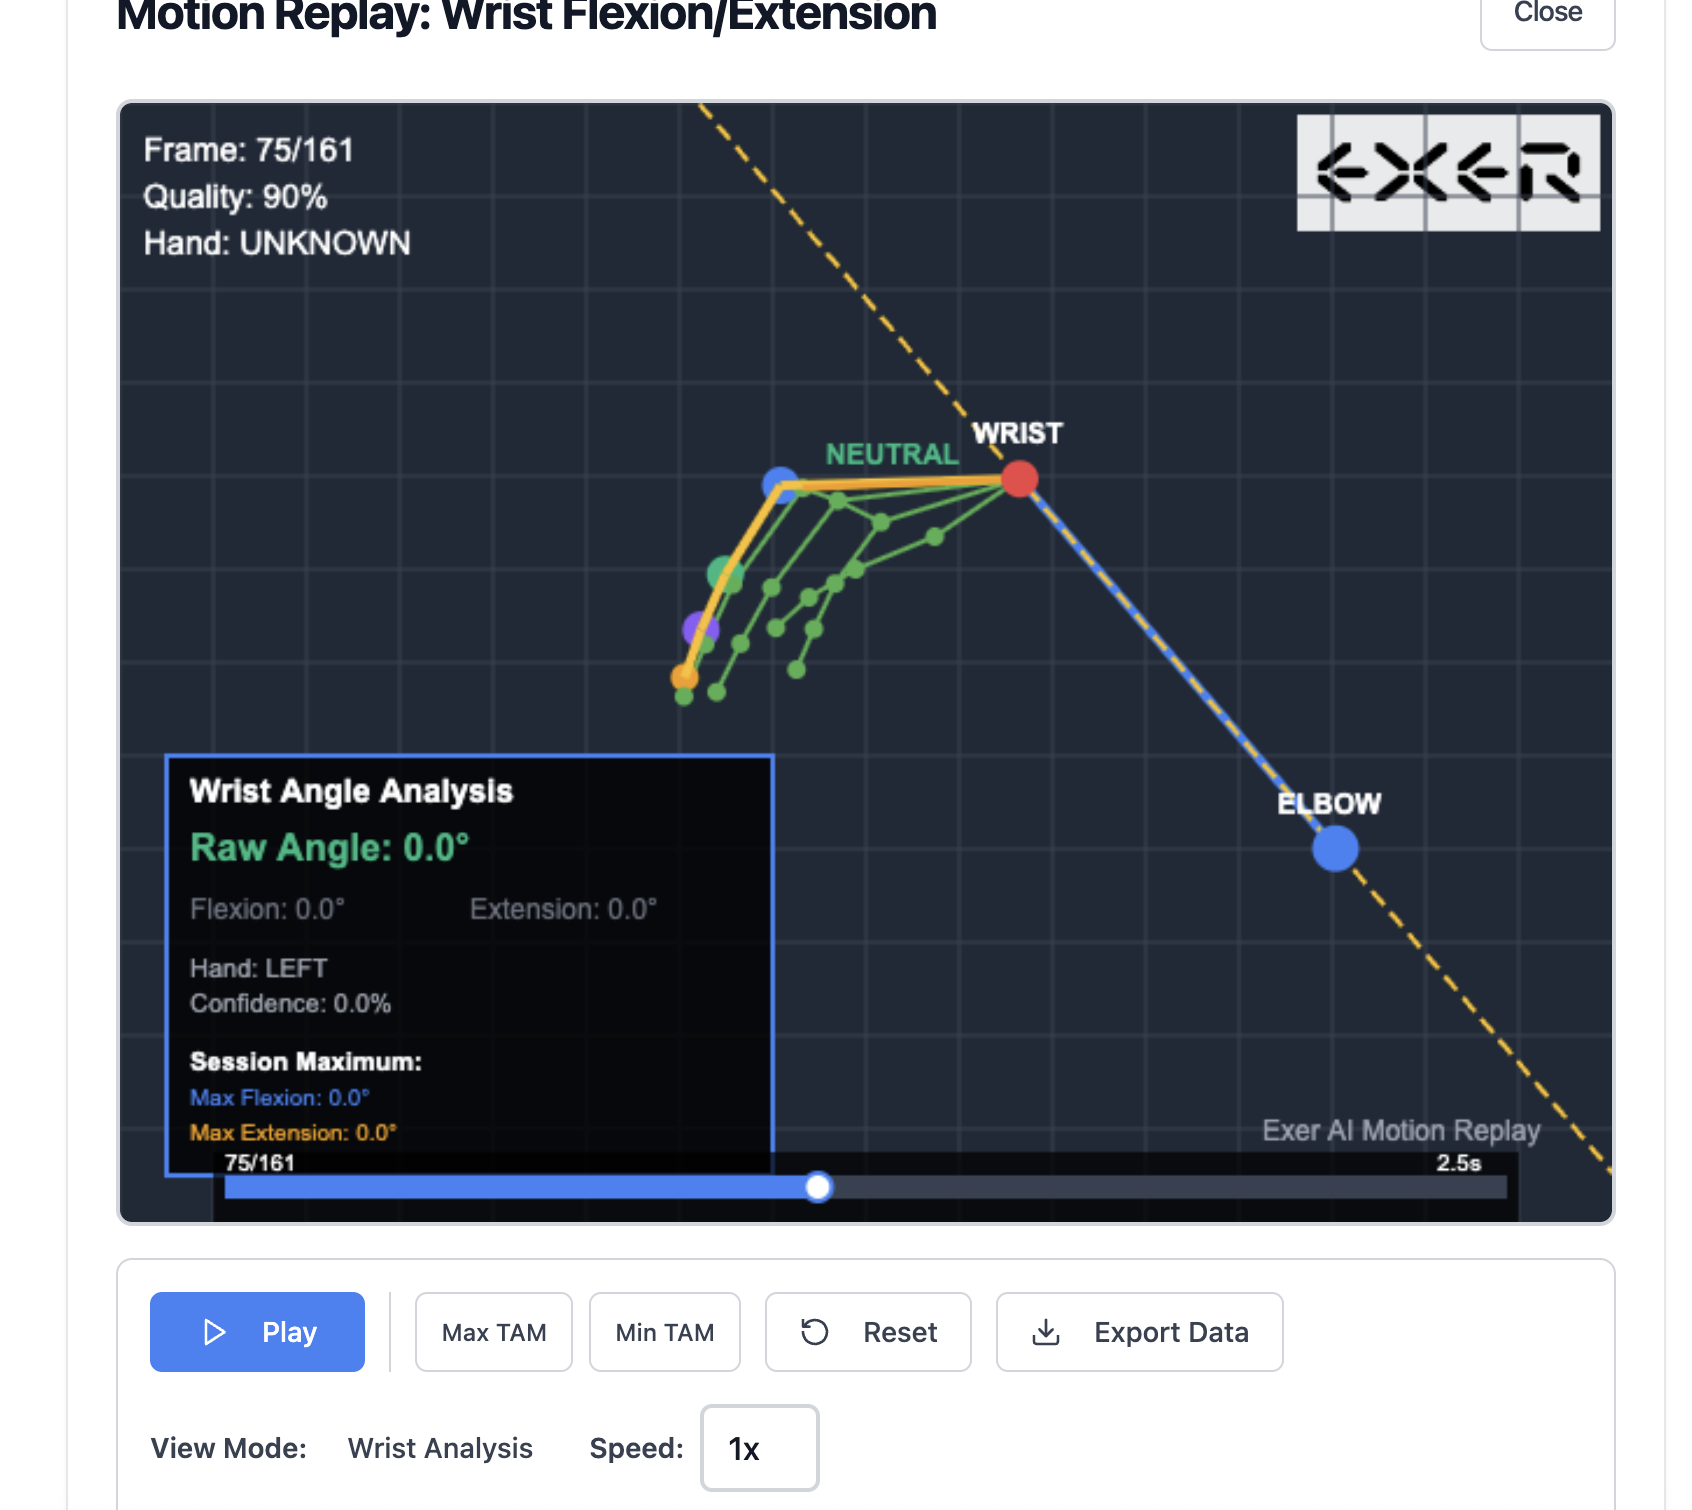 Motion Replay: Wrist Flexion/Extension
Close
Frame: 75/161
Quality: 90%
Hand: UNKNOWN
EXER
WRIST
NEUTRAL
ELBOW
Wrist Angle Analysis
Raw Angle: 0.0°
Flexion: 0.0° Extension: 0.0°
Hand: LEFT
Confidence: 0.0%
Session Maximum:
Max Flexion: 0.0°
Max Extension: 0.0°
Exer AI Motion Replay
75/161 2.5s
Play Max TAM Min TAM Reset Export Data
View Mode: Wrist Analysis Speed: 1x